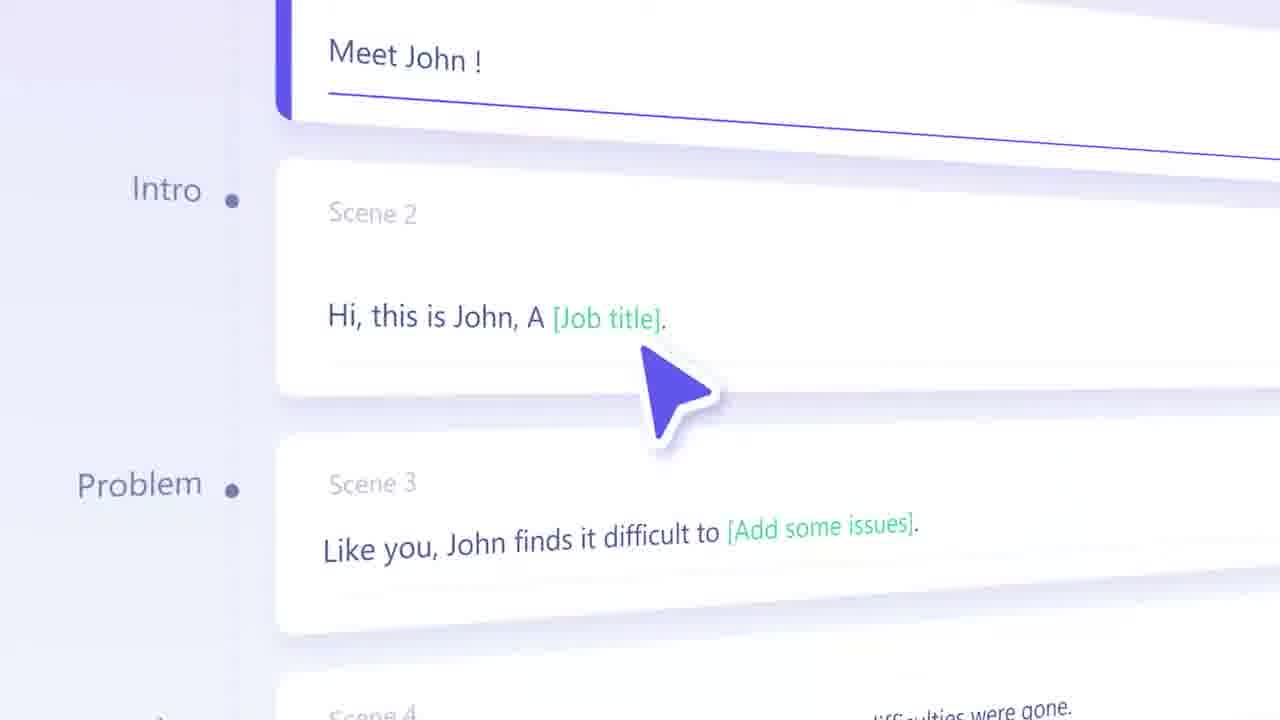 Meet John !
Intro
Scene 2
Hi, this is John, A [Job title].
Problem
Scene 3
Like you, John finds it difficult to [Add some issues].
Scene 4
difficulties were gone.